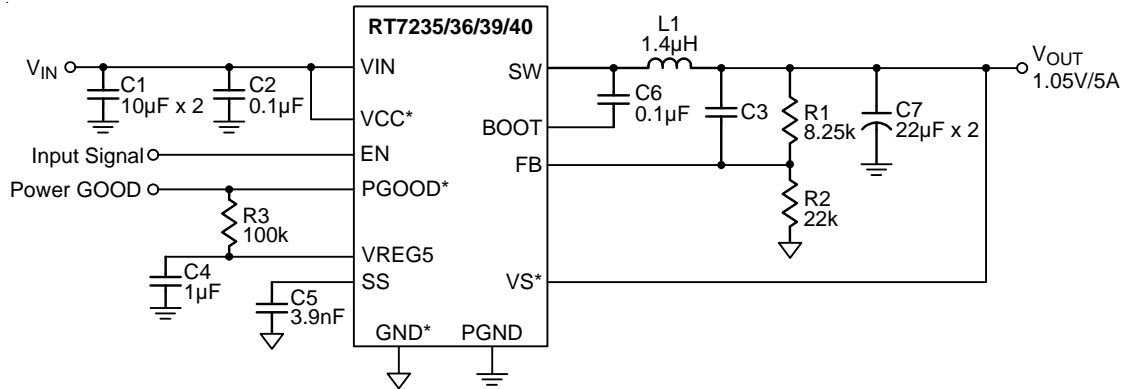 RT7235/36/39/40
VIN
VIN
C1
10µF x 2
C2
0.1µF
VCC*
Input Signal
EN
Power GOOD
PGOOD*
R3
100k
VREG5
C4
1µF
SS
C5
3.9nF
GND*
PGND
SW
L1
1.4µH
C6
0.1µF
BOOT
C3
R1
8.25k
C7
22µF x 2
VOUT
1.05V/5A
FB
R2
22k
VS*